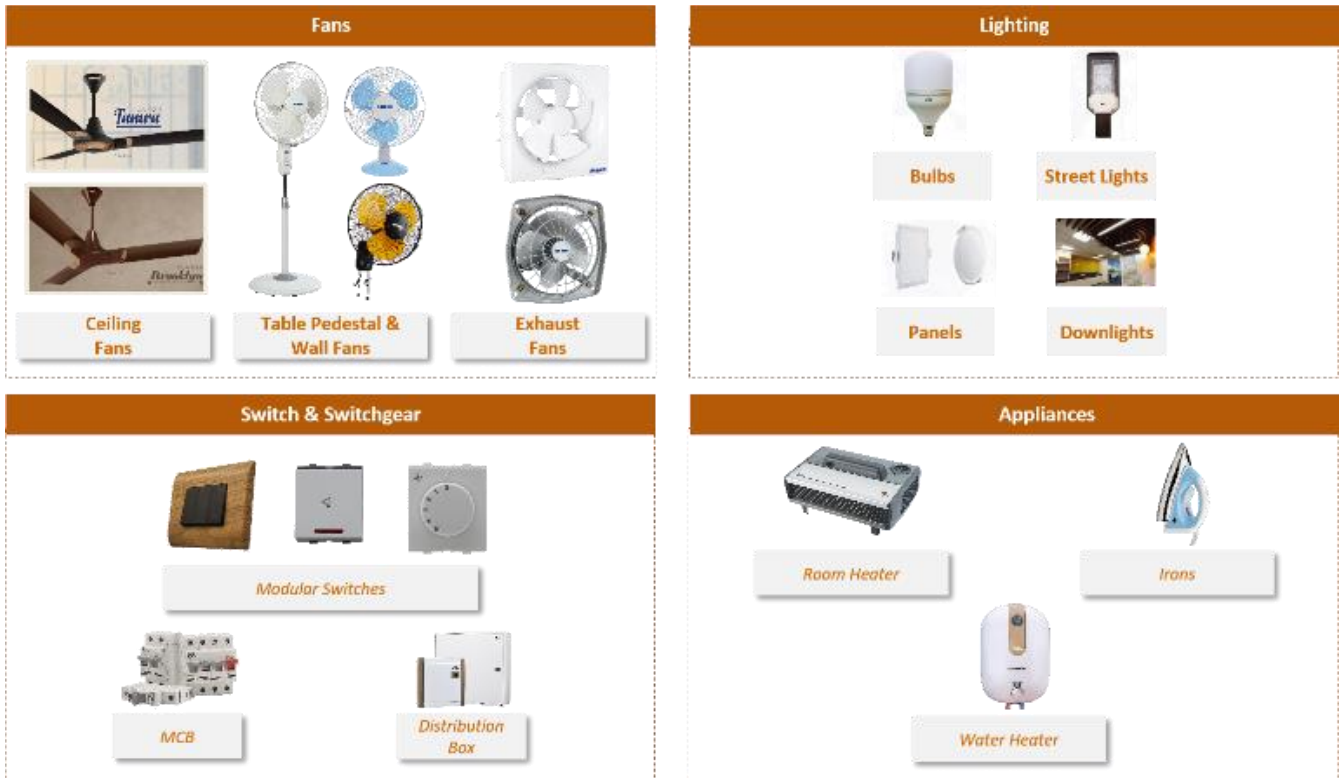 Fans
Ceiling
Fans
Table Pedestal &
Wall Fans
Exhaust
Fans
Lighting
Bulbs
Street Lights
Panels
Downlights
Switch & Switchgear
Modular Switches
MCB
Distribution
Box
Appliances
Room Heater
Irons
Water Heater